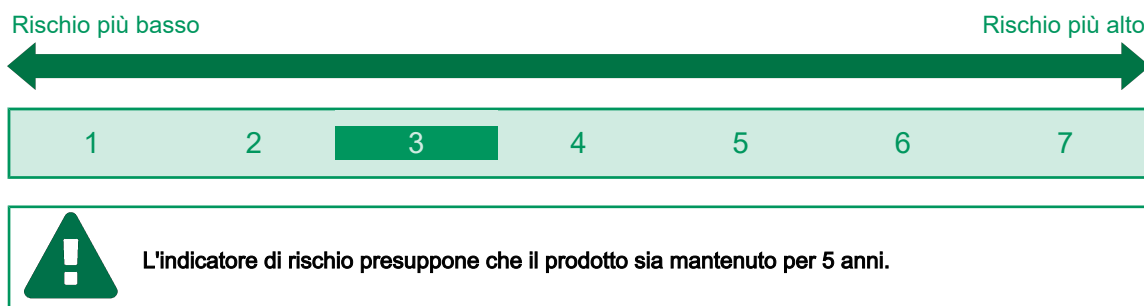 Rischio più basso Rischio più alto
1 2 3 4 5 6 7
L'indicatore di rischio presuppone che il prodotto sia mantenuto per 5 anni.